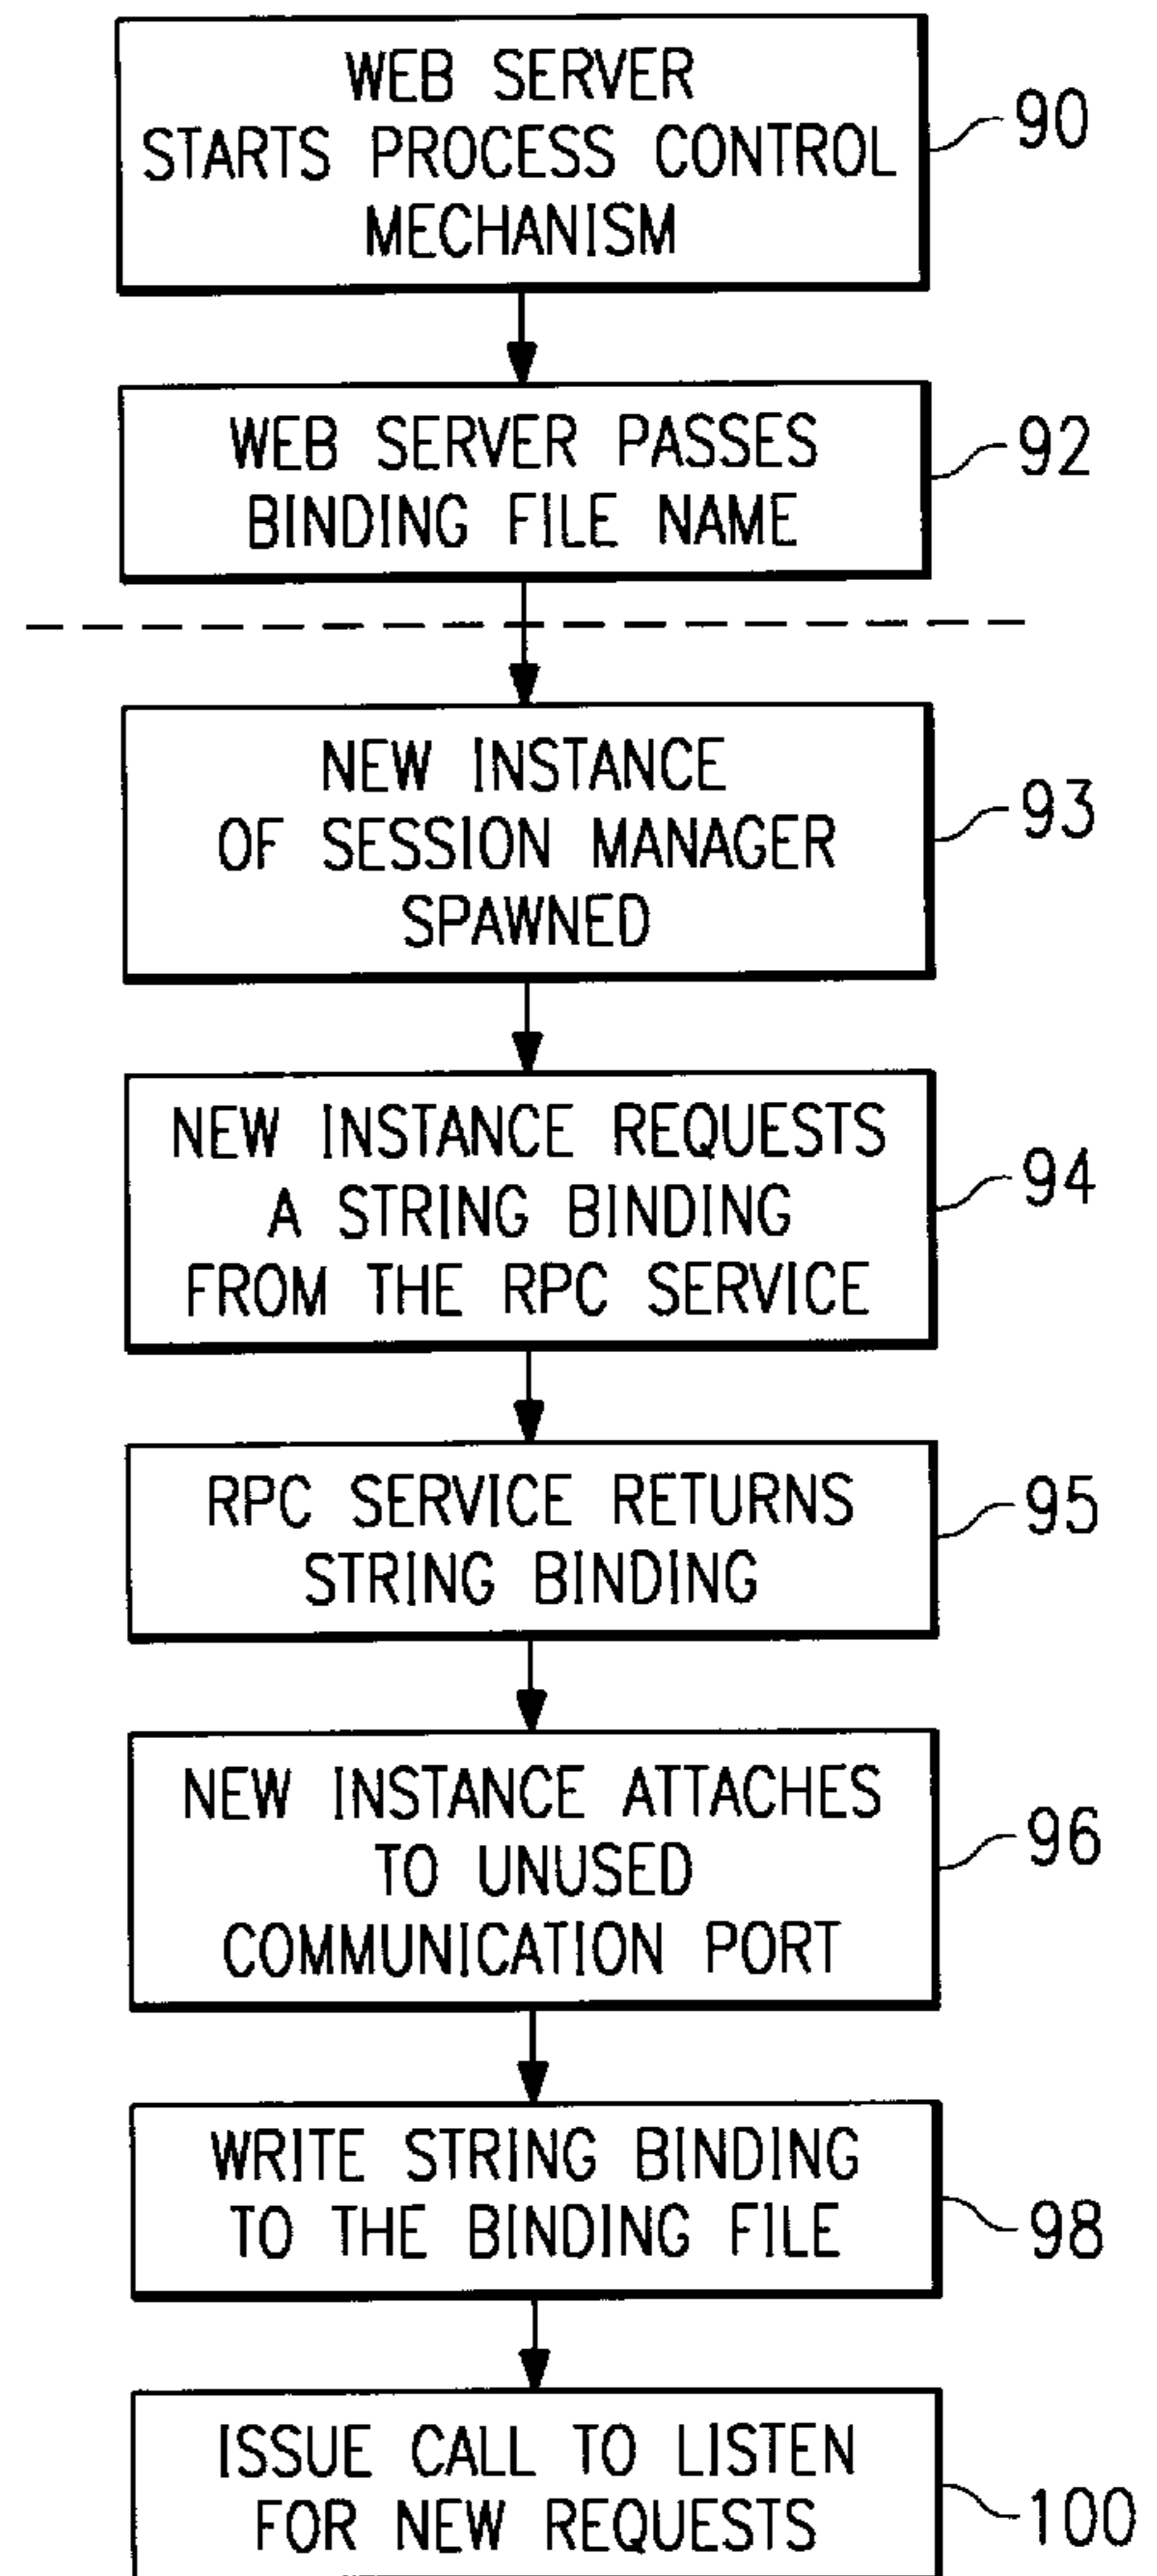 WEB SERVER
STARTS PROCESS CONTROL
MECHANISM
90
WEB SERVER PASSES
BINDING FILE NAME
92
NEW INSTANCE
OF SESSION MANAGER
SPAWNED
93
NEW INSTANCE REQUESTS
A STRING BINDING
FROM THE RPC SERVICE
94
RPC SERVICE RETURNS
STRING BINDING
95
NEW INSTANCE ATTACHES
TO UNUSED
COMMUNICATION PORT
96
WRITE STRING BINDING
TO THE BINDING FILE
98
ISSUE CALL TO LISTEN
FOR NEW REQUESTS
100